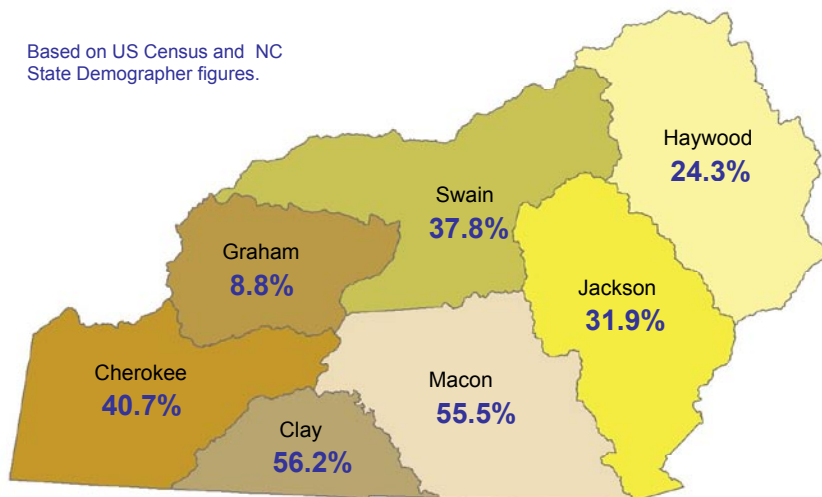 Based on US Census and NC
State Demographer figures.
Haywood
24.3%
Swain
37.8%
Graham
8.8%
Jackson
31.9%
Cherokee
40.7%
Macon
55.5%
Clay
56.2%